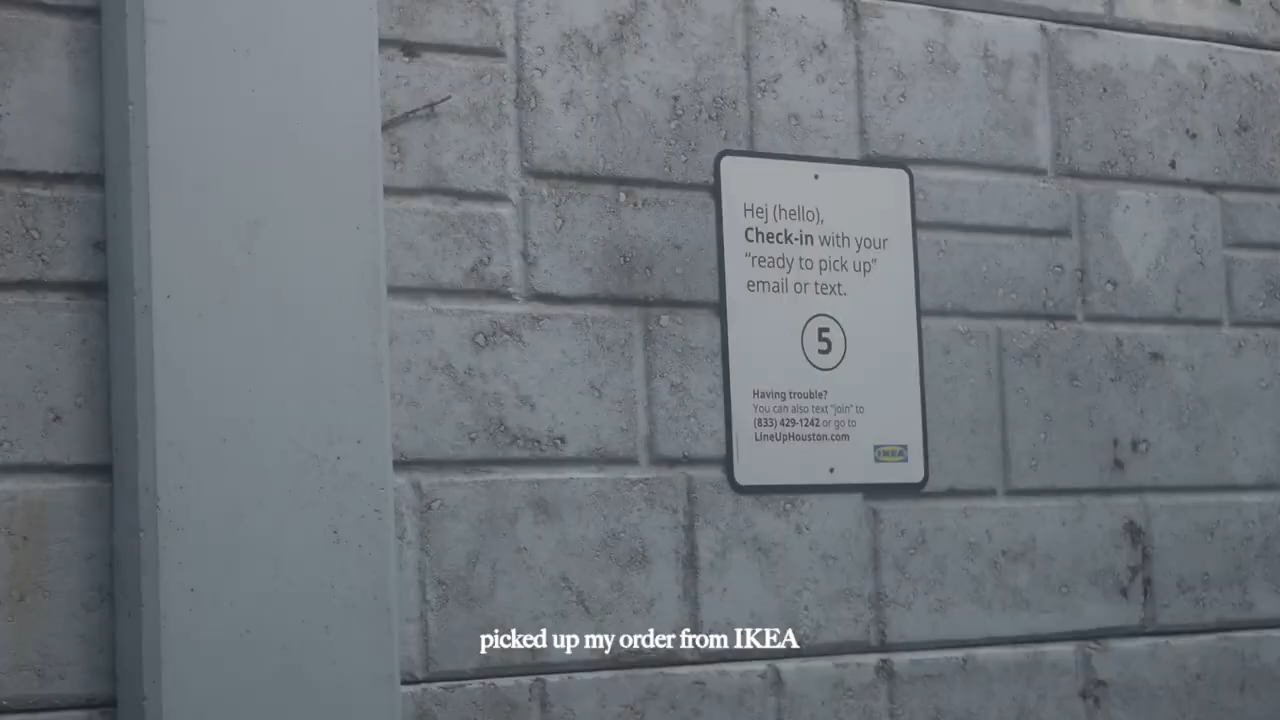 Hej (hello),
Check-in with your
“ready to pick up”
email or text.
5
Having trouble?
You can also text “join” to
(833) 429-1242 or go to
LineUpHouston.com
IKEA
picked up my order from IKEA